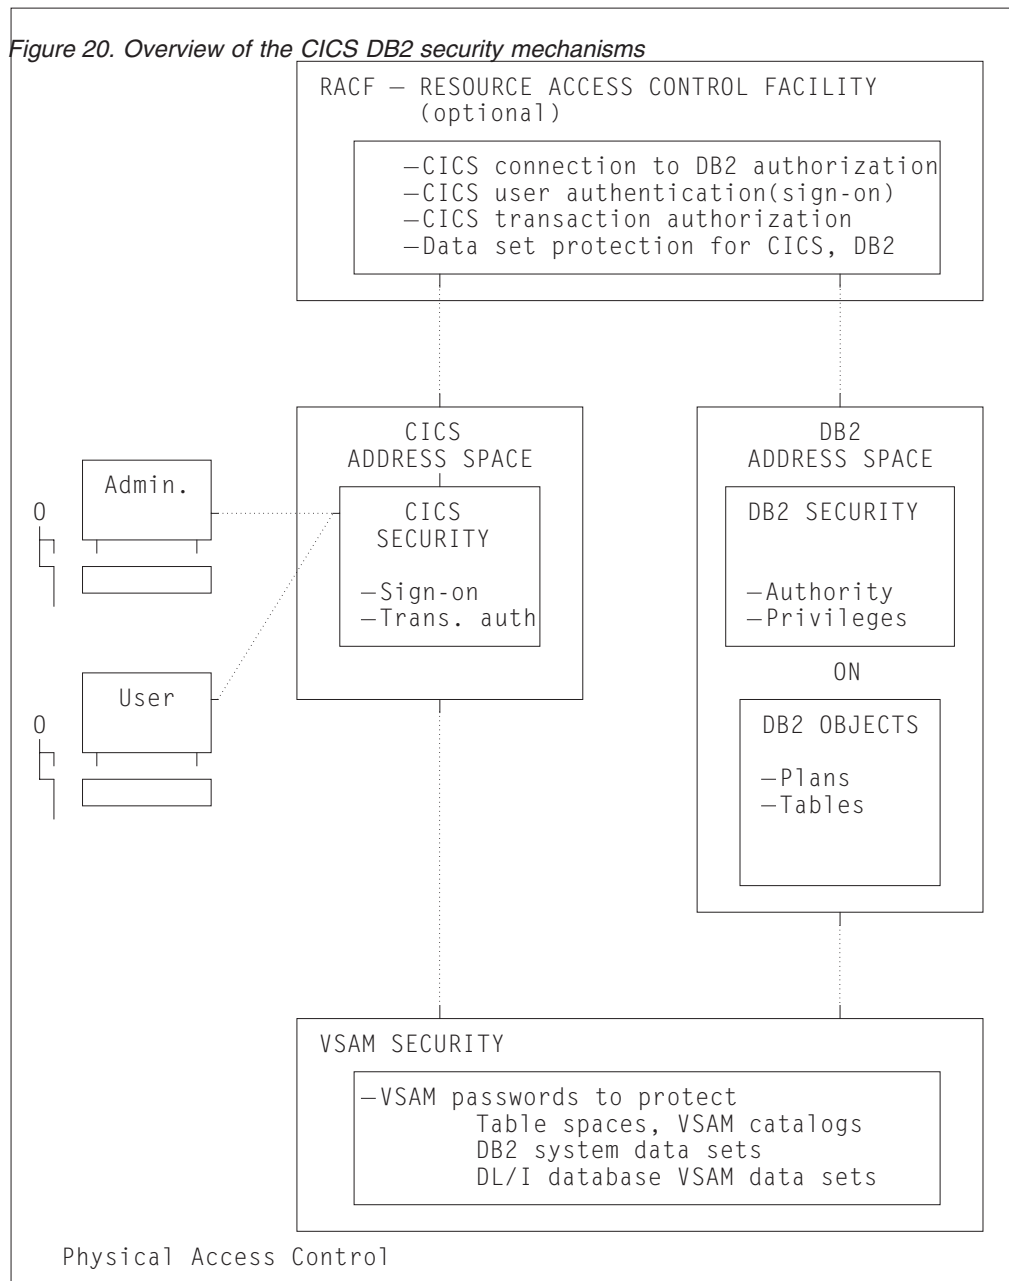 Figure 20. Overview of the CICS DB2 security mechanisms
RACF — RESOURCE ACCESS CONTROL FACILITY
(optional)
—CICS connection to DB2 authorization
—CICS user authentication(sign-on)
—CICS transaction authorization
—Data set protection for CICS, DB2
CICS
ADDRESS SPACE
CICS
SECURITY
—Sign-on
—Trans. auth
DB2
ADDRESS SPACE
DB2 SECURITY
—Authority
—Privileges
ON
DB2 OBJECTS
—Plans
—Tables
Admin.
User
VSAM SECURITY
—VSAM passwords to protect
Table spaces, VSAM catalogs
DB2 system data sets
DL/I database VSAM data sets
Physical Access Control